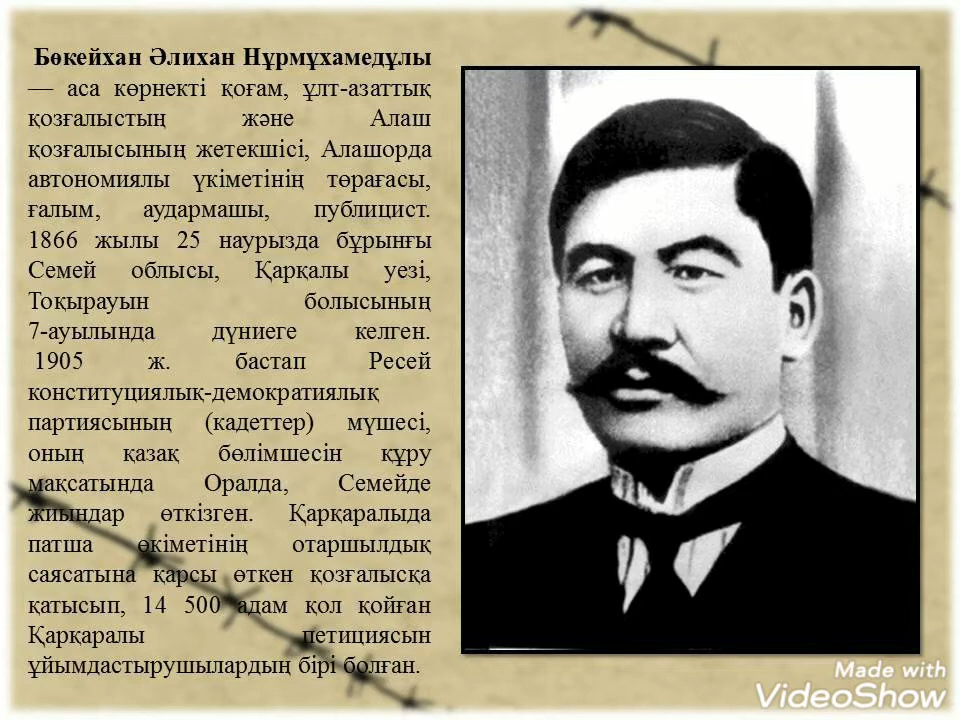 Бөкейхан Әлихан Нұрмұхамедұлы
— аса көрнекті қоғам, ұлт-азаттық
қозғалыстың және Алаш
қозғалысының жетекшісі, Алашорда
автономиялы үкіметінің төрағасы,
ғалым, аудармашы, публицист.
1866 жылы 25 наурызда бұрынғы
Семей облысы, Қарқалы уезі,
Тоқырауын болысының
7-ауылында дүниеге келген.
1905 ж. бастап Ресей
конституциялық-демократиялық
партиясының (кадеттер) мүшесі,
оның қазақ бөлімшесін құру
мақсатында Оралда, Семейде
жиындар өткізген. Қарқаралыда
патша өкіметінің отаршылдық
саясатына қарсы өткен қозғалысқа
қатысып, 14 500 адам қол қойған
Қарқаралы петициясын
ұйымдастырушылардың бірі болған.
Made with
VideoShow